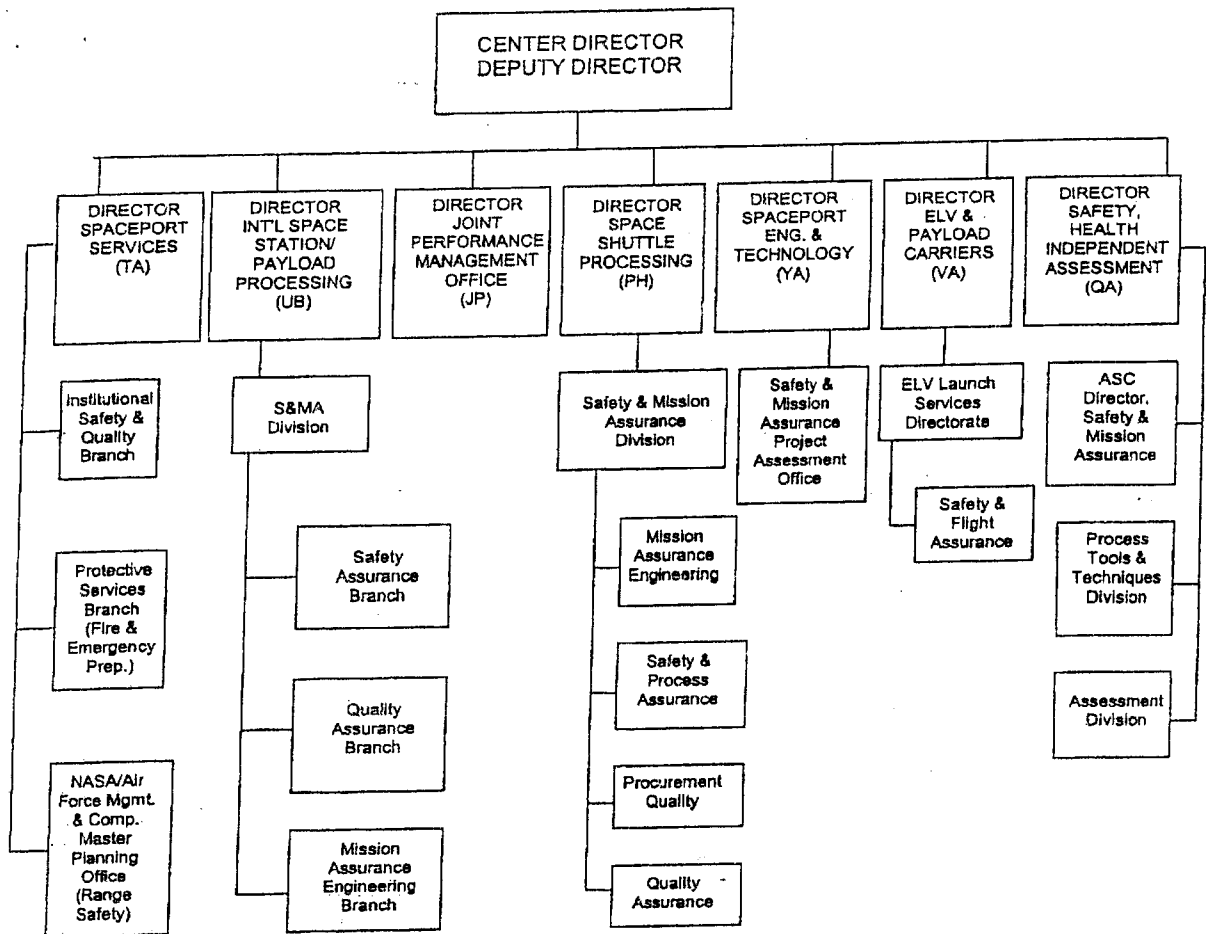 CENTER DIRECTOR
DEPUTY DIRECTOR
DIRECTOR
SPACEPORT
SERVICES
(TA)
DIRECTOR
INT'L SPACE
STATION/
PAYLOAD
PROCESSING
(UB)
DIRECTOR
JOINT
PERFORMANCE
MANAGEMENT
OFFICE
(JP)
DIRECTOR
SPACE
SHUTTLE
PROCESSING
(PH)
DIRECTOR
SPACEPORT
ENG. &
TECHNOLOGY
(YA)
DIRECTOR
ELV &
PAYLOAD
CARRIERS
(VA)
DIRECTOR
SAFETY,
HEALTH
INDEPENDENT
ASSESSMENT
(QA)
Institutional
Safety &
Quality
Branch
Protective
Services
Branch
(Fire &
Emergency
Prep.)
NASA/Air
Force Mgmt.
& Comp.
Master
Planning
Office
(Range
Safety)
S&MA
Division
Safety
Assurance
Branch
Quality
Assurance
Branch
Mission
Assurance
Engineering
Branch
Safety & Mission
Assurance
Division
Mission
Assurance
Engineering
Safety &
Process
Assurance
Procurement
Quality
Quality
Assurance
Safety &
Mission
Assurance
Project
Assessment
Office
ELV Launch
Services
Directorate
Safety &
Flight
Assurance
ASC
Director.
Safety &
Mission
Assurance
Process
Tools &
Techniques
Division
Assessment
Division